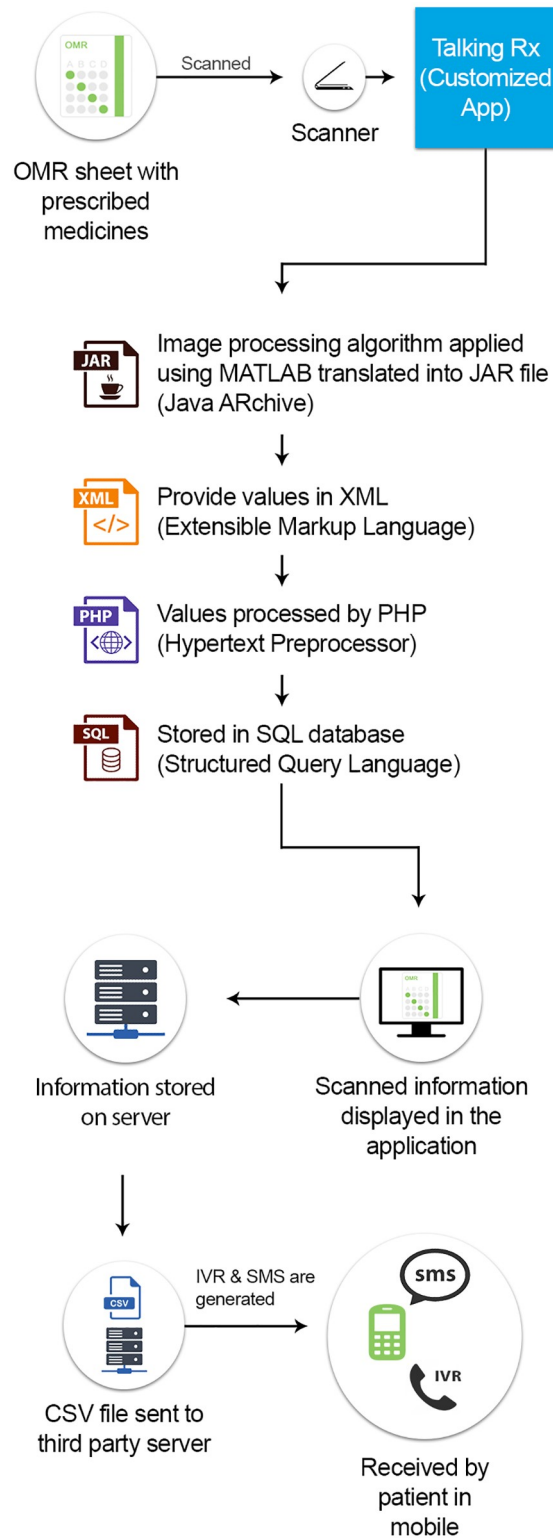 OMR
A B C D
Scanned
Talking Rx
(Customized
App)
Scanner
OMR sheet with
prescribed
medicines
JAR
Image processing algorithm applied
using MATLAB translated into JAR file
(Java ARchive)
XML
</>
Provide values in XML
(Extensible Markup Language)
PHP
Values processed by PHP
(Hypertext Preprocessor)
SQL
Stored in SQL database
(Structured Query Language)
OMR
Information stored
on server
Scanned information
displayed in the
application
CSV
IVR & SMS are
generated
sms
IVR
CSV file sent to
third party server
Received by
patient in
mobile